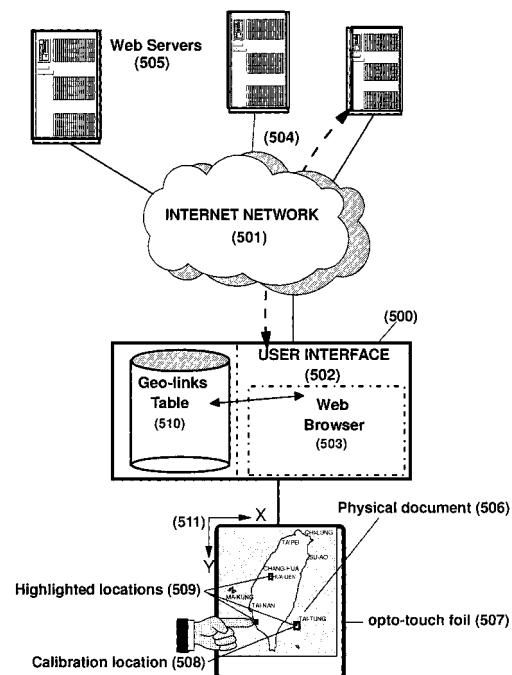 Web Servers
(505)
(504)
INTERNET NETWORK
(501)
(500)
USER INTERFACE
(502)
Geo-links
Table
(510)
Web
Browser
(503)
Physical document (506)
(511)
X
Y
TAIPEI
CHI-LUNG
SU-AO
CHANG-HUA
HUA-LIEN
MA-KUNG
TAI-NAN
TAI-TUNG
Highlighted locations (509)
opto-touch foil (507)
Calibration location (508)